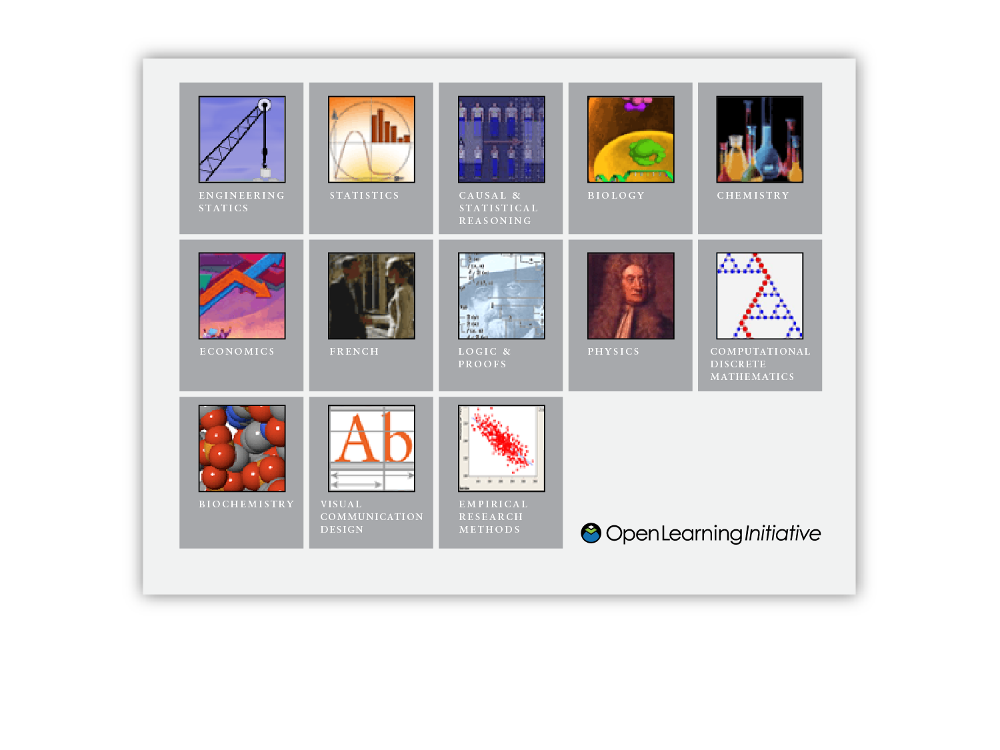 ENGINEERING
STATICS
STATISTICS
CAUSAL &
STATISTICAL
REASONING
BIOLOGY
CHEMISTRY
ECONOMICS
FRENCH
LOGIC &
PROOFS
PHYSICS
COMPUTATIONAL
DISCRETE
MATHEMATICS
BIOCHEMISTRY
Ab
VISUAL
COMMUNICATION
DESIGN
EMPIRICAL
RESEARCH
METHODS
OpenLearningInitiative